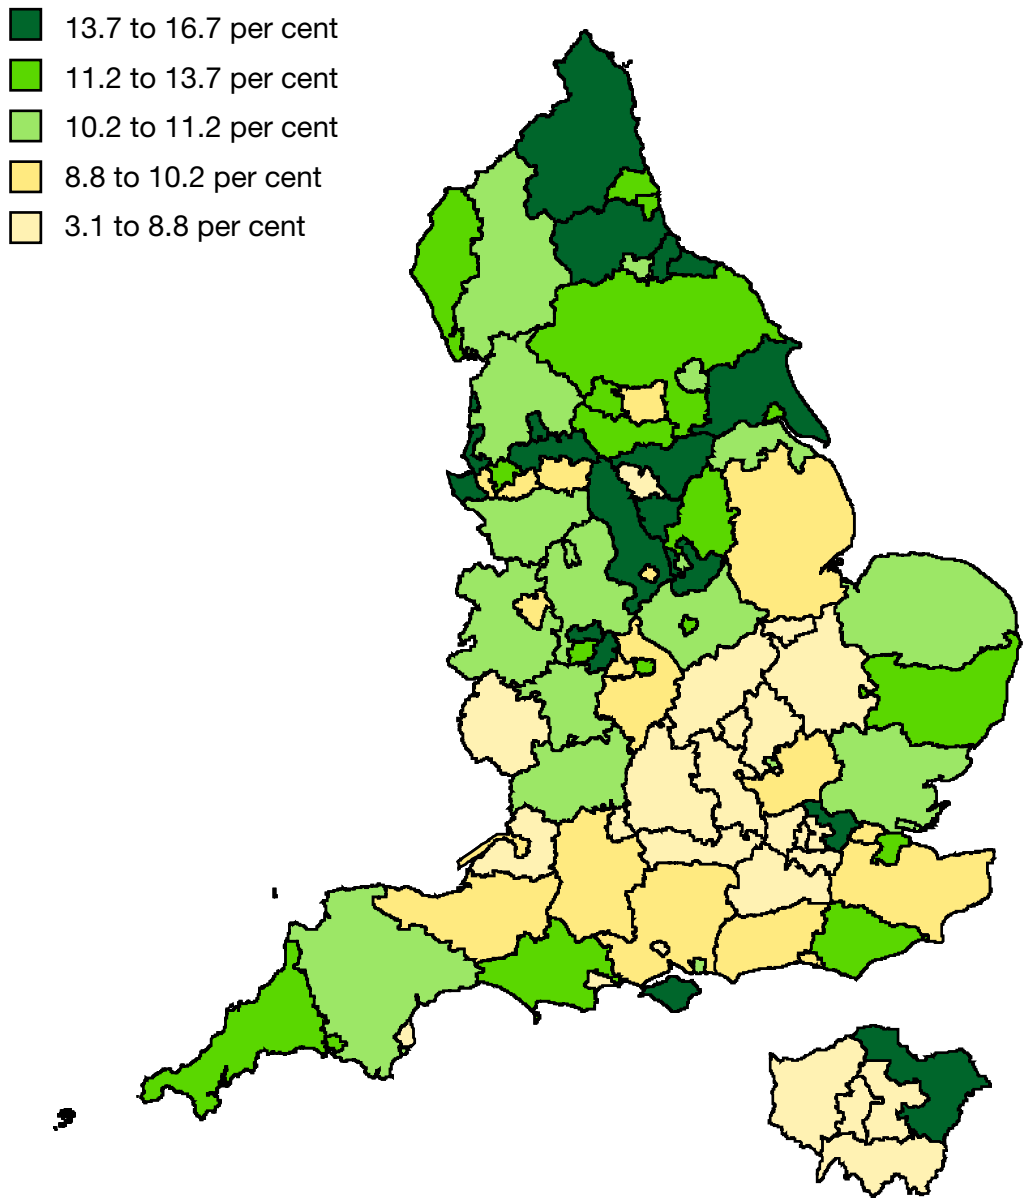 13.7 to 16.7 per cent
11.2 to 13.7 per cent
10.2 to 11.2 per cent
8.8 to 10.2 per cent
3.1 to 8.8 per cent